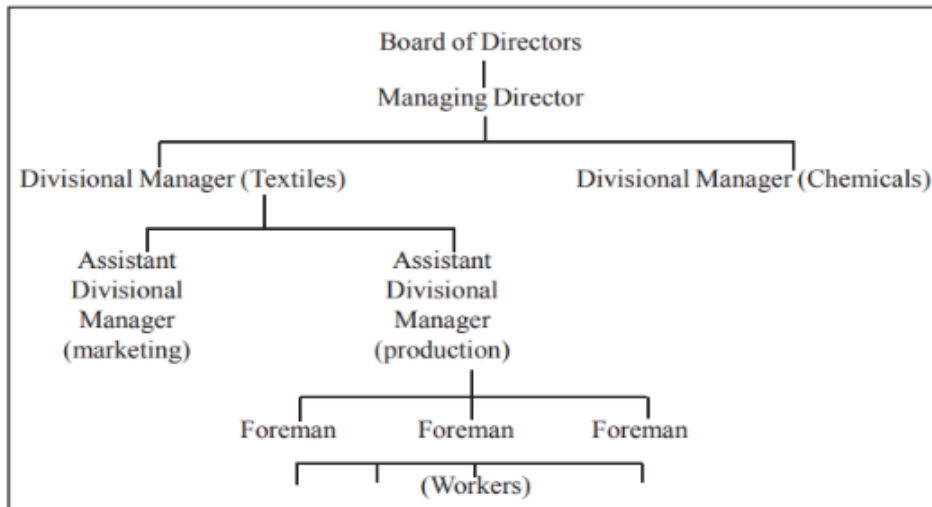 Board of Directors
Managing Director
Divisional Manager (Textiles)
Divisional Manager (Chemicals)
Assistant
Divisional
Manager
(marketing)
Assistant
Divisional
Manager
(production)
Foreman
Foreman
Foreman
(Workers)